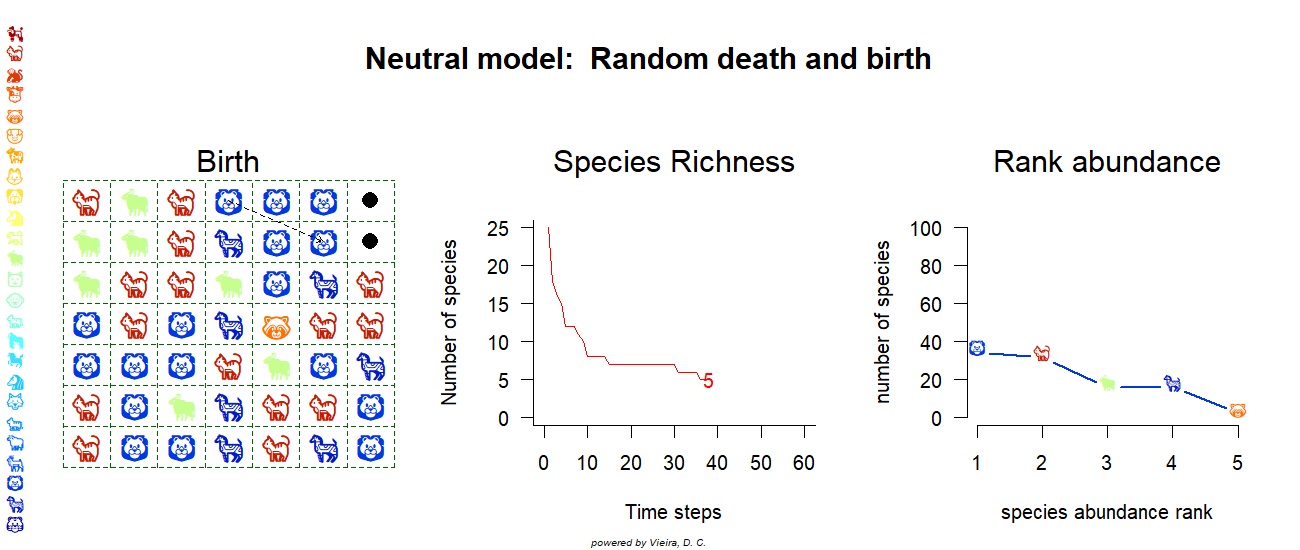 Neutral model:  Random death and birth
Birth
Species Richness
Number of species
25
20
15
10
5
0
5
0 10 20 30 40 50 60
Time steps
Rank abundance
number of species
100
80
60
40
20
0
1 2 3 4 5
species abundance rank
powered by Vieira, D. C.